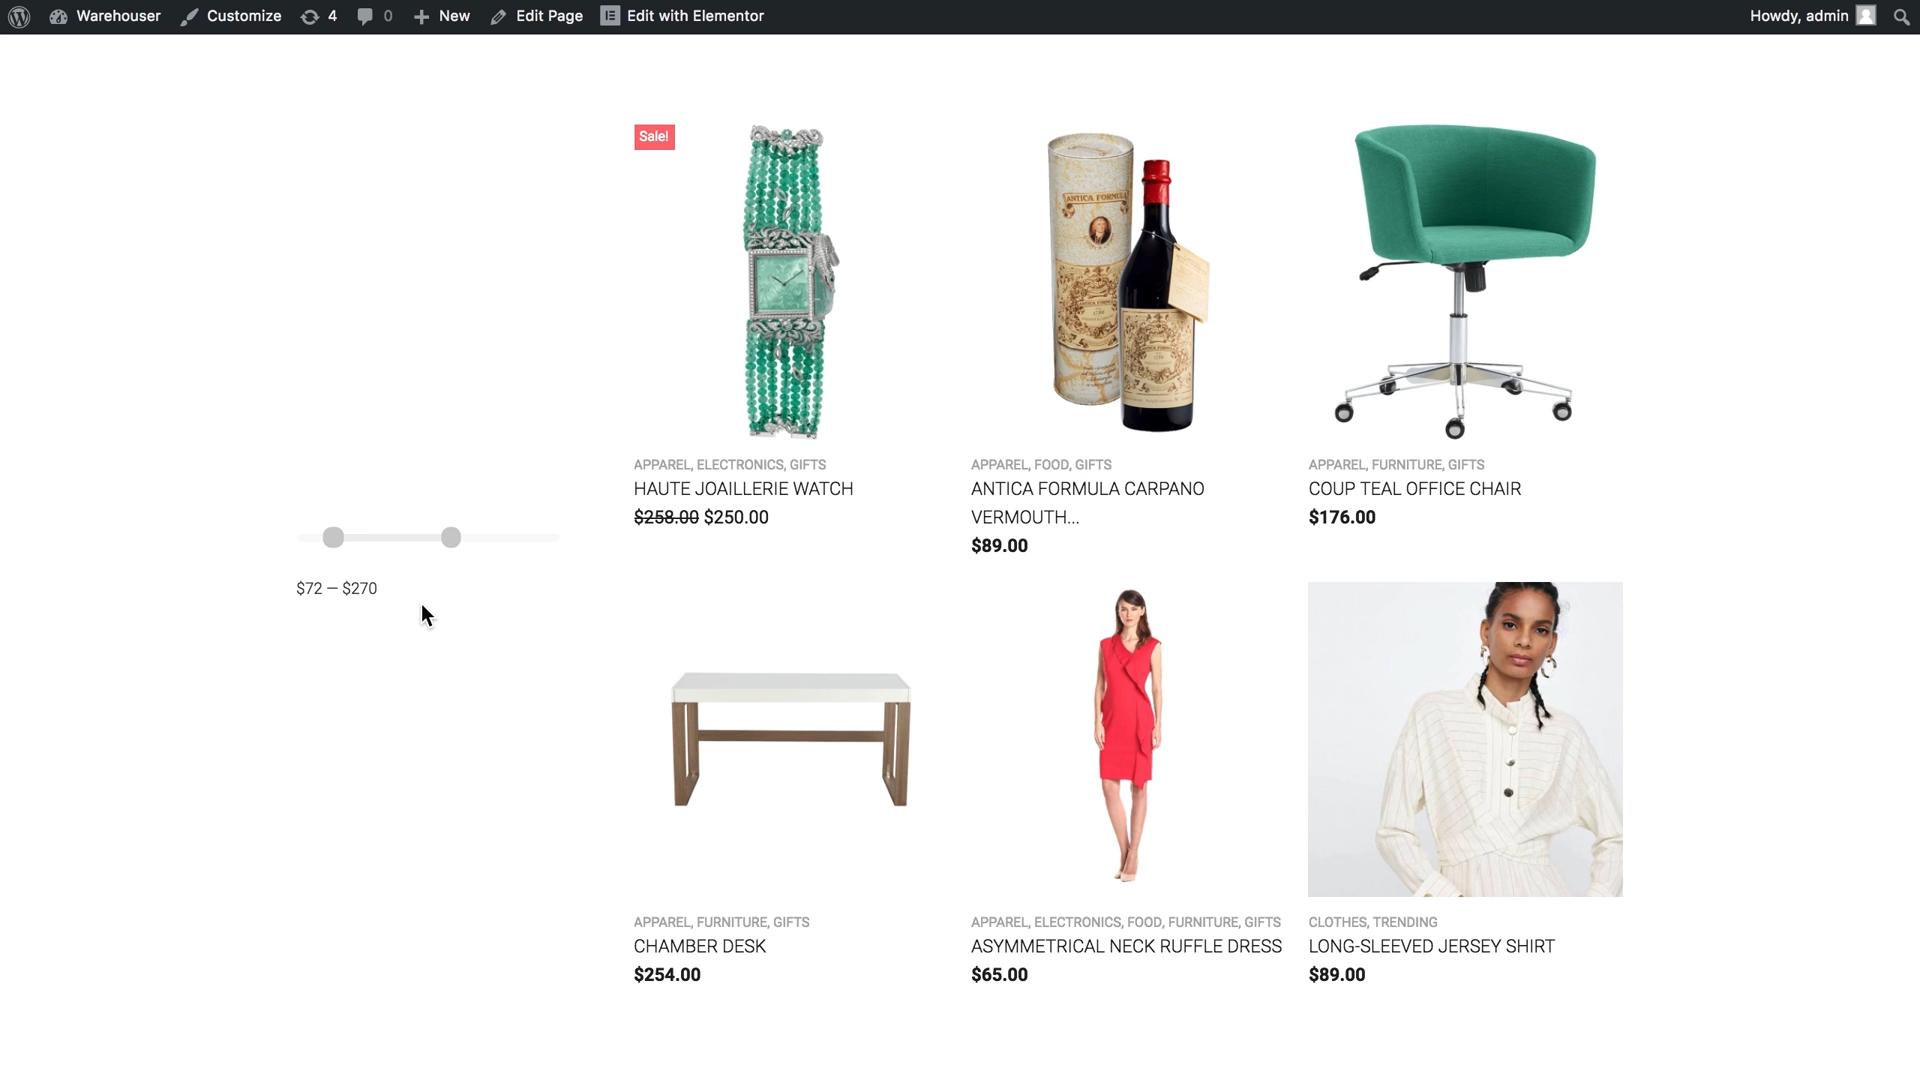 Warehouser Customize 4 0 New Edit Page Edit with Elementor Howdy, admin
Sale!
ANTICA FORMULA
APPAREL, ELECTRONICS, GIFTS
HAUTE JOAILLERIE WATCH
$258.00 $250.00
APPAREL, FOOD, GIFTS
ANTICA FORMULA CARPANO
VERMOUTH...
$89.00
APPAREL, FURNITURE, GIFTS
COUP TEAL OFFICE CHAIR
$176.00
$72 — $270
APPAREL, FURNITURE, GIFTS
CHAMBER DESK
$254.00
APPAREL, ELECTRONICS, FOOD, FURNITURE, GIFTS
ASYMMETRICAL NECK RUFFLE DRESS
$65.00
CLOTHES, TRENDING
LONG-SLEEVED JERSEY SHIRT
$89.00